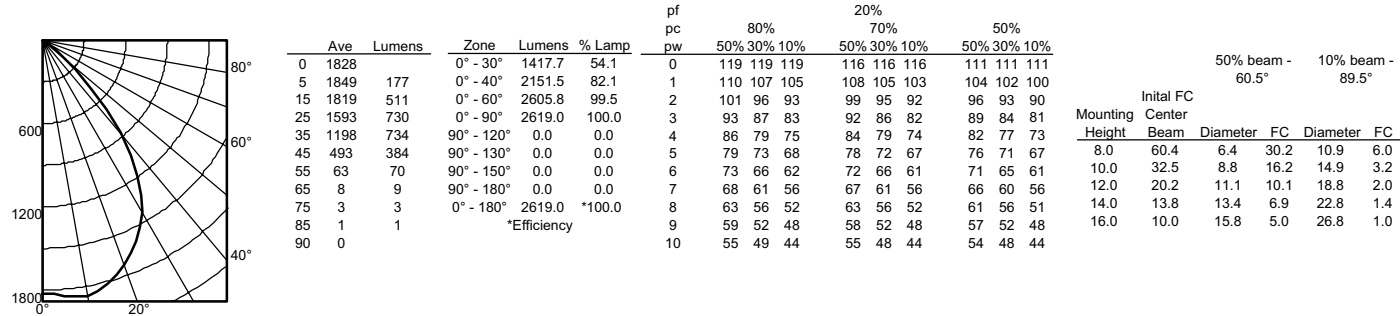 600
1200
1800
0°
20°
40°
60°
80°
Ave Lumens
0 1828
5 1849 177
15 1819 511
25 1593 730
35 1198 734
45 493 384
55 63 70
65 8 9
75 3 3
85 1 1
90 0
Zone Lumens % Lamp
0° - 30° 1417.7 54.1
0° - 40° 2151.5 82.1
0° - 60° 2605.8 99.5
0° - 90° 2619.0 100.0
90° - 120° 0.0 0.0
90° - 130° 0.0 0.0
90° - 150° 0.0 0.0
90° - 180° 0.0 0.0
0° - 180° 2619.0 *100.0
*Efficiency
pf 20%
pc 80% 70% 50%
pw 50% 30% 10% 50% 30% 10% 50% 30% 10%
0 119 119 119 116 116 116 111 111 111
1 110 107 105 108 105 103 104 102 100
2 101 96 93 99 95 92 96 93 90
3 93 87 83 92 86 82 89 84 81
4 86 79 75 84 79 74 82 77 73
5 79 73 68 78 72 67 76 71 67
6 73 66 62 72 66 61 71 65 61
7 68 61 56 67 61 56 66 60 56
8 63 56 52 63 56 52 61 56 51
9 59 52 48 58 52 48 57 52 48
10 55 49 44 55 48 44 54 48 44
50% beam - 10% beam -
60.5° 89.5°
Inital FC
Mounting Center
Height Beam Diameter FC Diameter FC
8.0 60.4 6.4 30.2 10.9 6.0
10.0 32.5 8.8 16.2 14.9 3.2
12.0 20.2 11.1 10.1 18.8 2.0
14.0 13.8 13.4 6.9 22.8 1.4
16.0 10.0 15.8 5.0 26.8 1.0